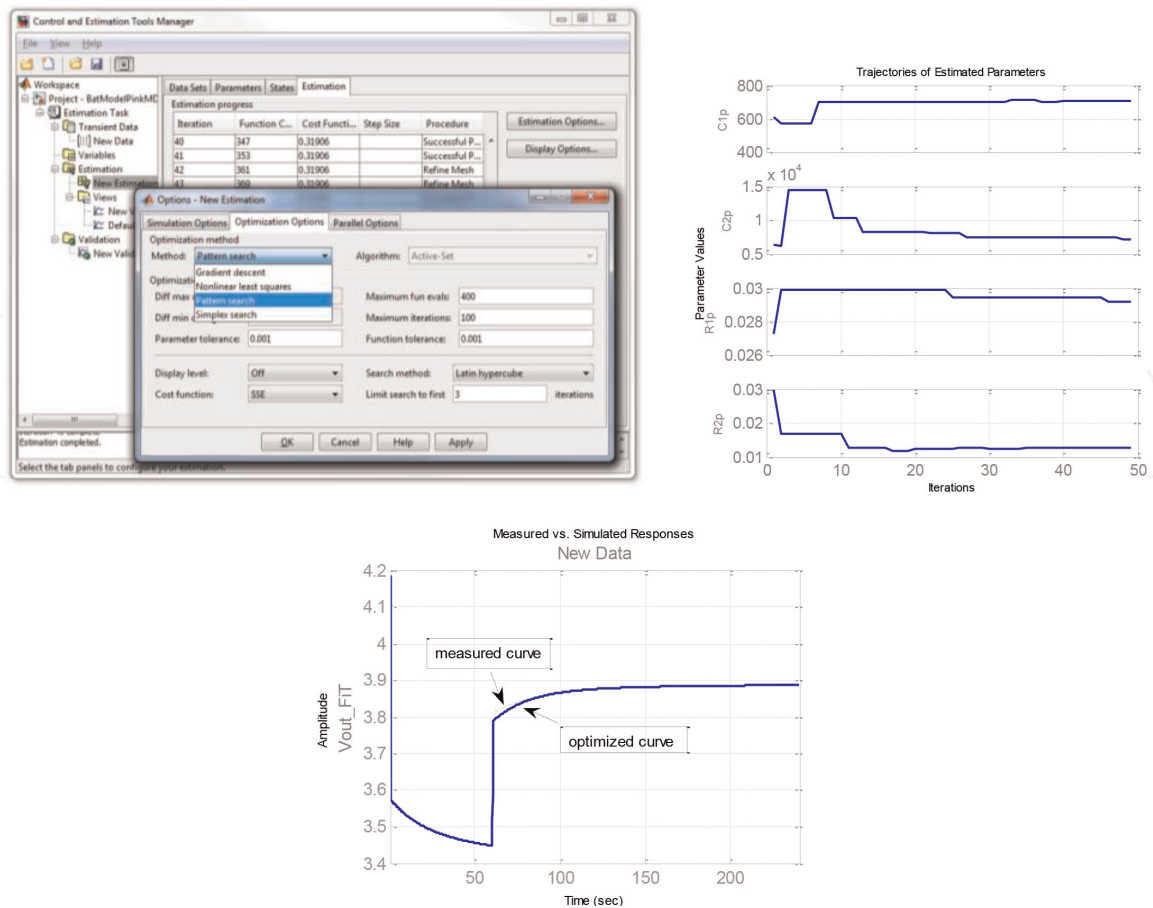 Control and Estimation Tools Manager
File View Help
Workspace
Project - BatModelPinkMD
Estimation Task
Transient Data
New Data
Variables
Estimation
New Estimation
Views
New V
Defaul
Validation
New Valid
Data Sets Parameters States Estimation
Estimation progress
Iteration Function C... Cost Functi... Step Size Procedure
40 347 0.31906 Successful P...
41 353 0.31906 Successful P...
42 361 0.31906 Refine Mesh
43 369 0.31906 Refine Mesh
Estimation Options...
Display Options...
Options - New Estimation
Simulation Options Optimization Options Parallel Options
Optimization method
Method: Pattern search Algorithm: Active-Set
Gradient descent
Nonlinear least squares
Pattern search
Simplex search
Optimizati
Diff max Maximum fun evals: 400
Diff min Maximum iterations: 100
Parameter tolerance: 0.001 Function tolerance: 0.001
Display level: Off Search method: Latin hypercube
Cost function: SSE Limit search to first 3 iterations
OK Cancel Help Apply
Estimation completed.
Select the tab panels to configure your estimation.
Trajectories of Estimated Parameters
800
600
400
C1p
1.5 x 10^4
1
0.5
C2p
Parameter Values
0.03
0.028
0.026
R1p
0.03
0.02
0.01
R2p
0 10 20 30 40 50
Iterations
Measured vs. Simulated Responses
New Data
4.2
4.1
4
3.9
3.8
3.7
3.6
3.5
3.4
Amplitude
Vout_FiT
measured curve
optimized curve
50 100 150 200
Time (sec)